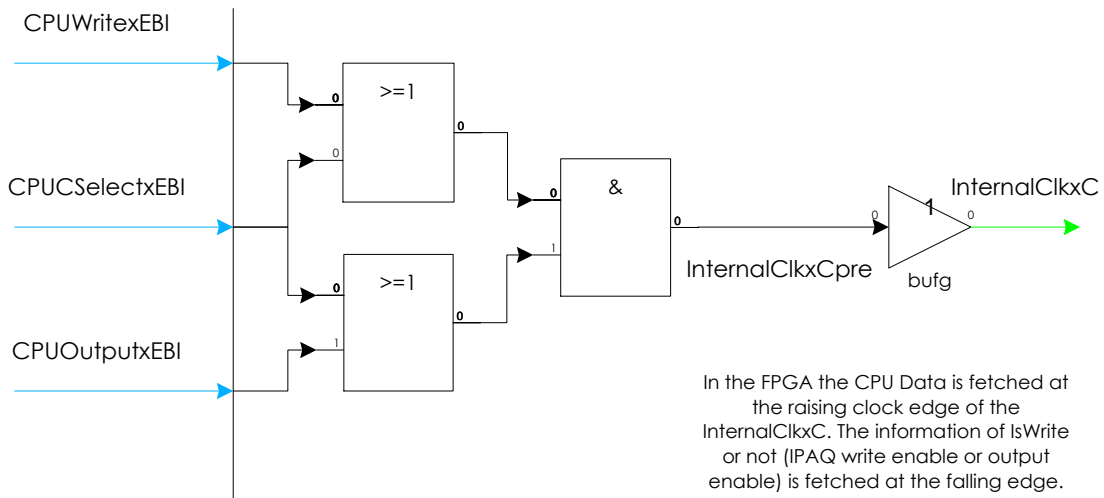 CPUWritexEBI
>=1
0
0
0
CPUCSelectxEBI
&
0
1
0
InternalClkxCpre
0
1
0
InternalClkxC
bufg
>=1
0
1
0
CPUOutputxEBI
In the FPGA the CPU Data is fetched at
the raising clock edge of the
InternalClkxC. The information of IsWrite
or not (IPAQ write enable or output
enable) is fetched at the falling edge.